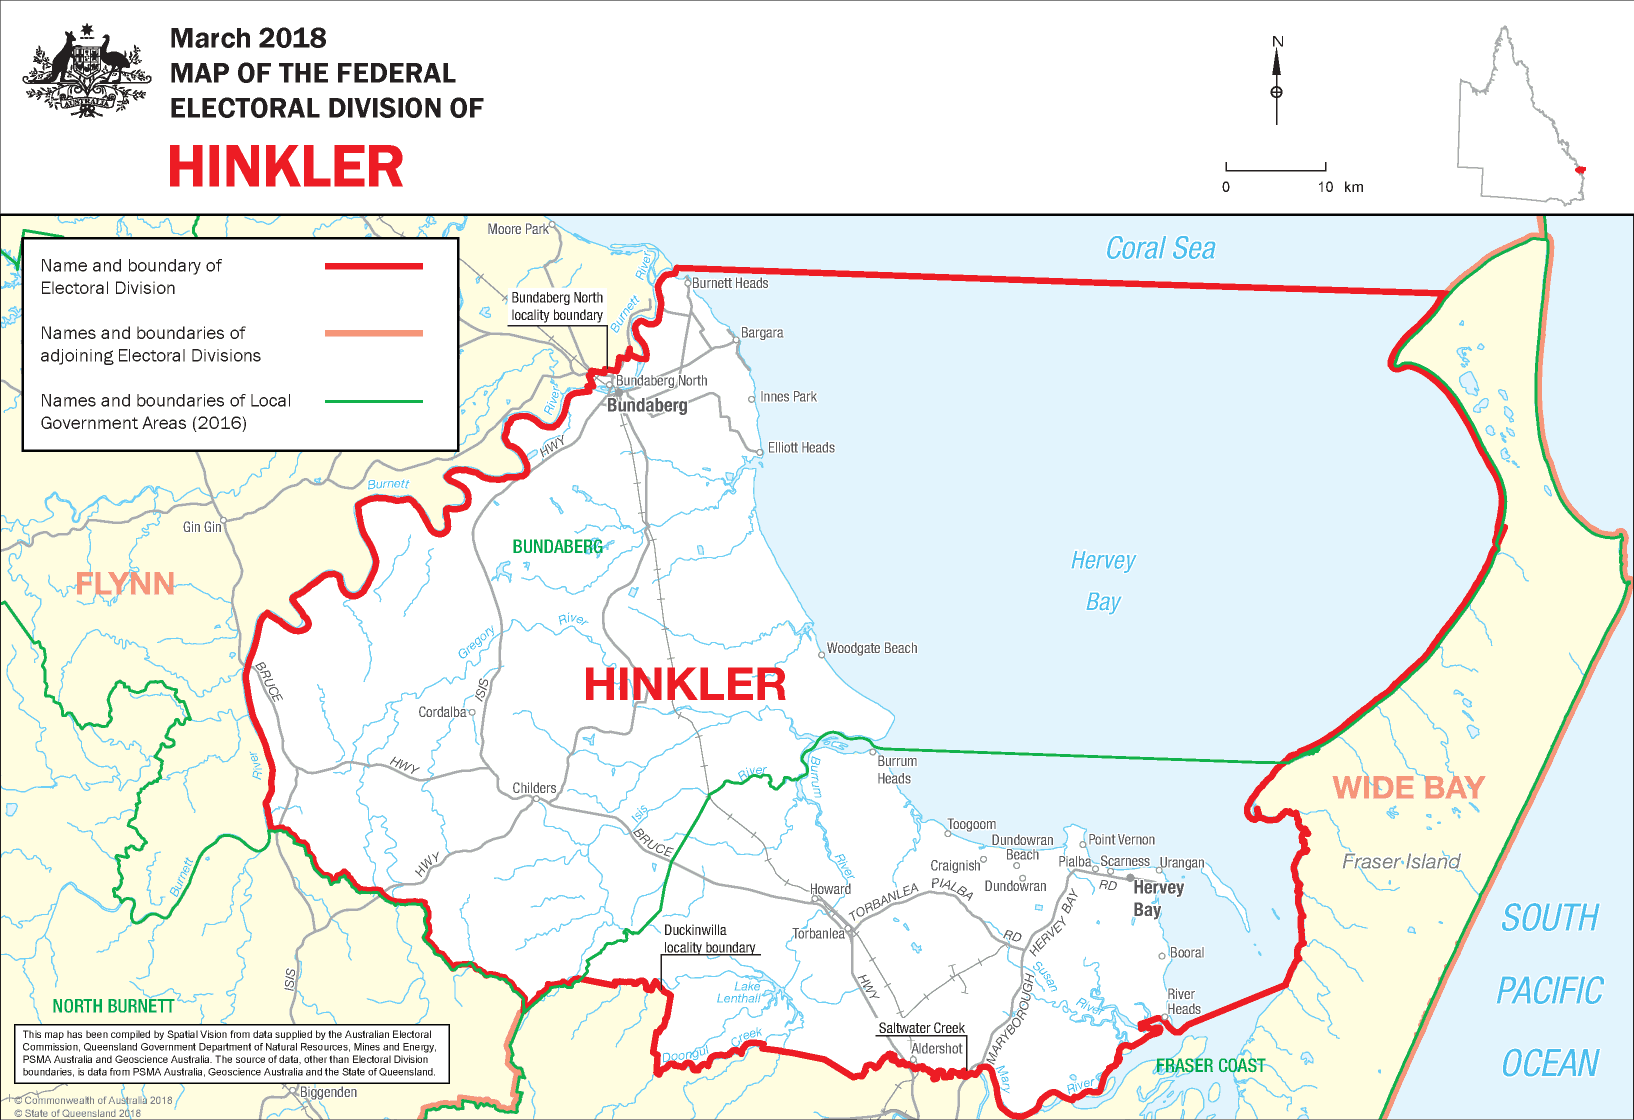 March 2018
MAP OF THE FEDERAL
ELECTORAL DIVISION OF
HINKLER
AUSTRALIA
N
0 10 km
Name and boundary of
Electoral Division
Names and boundaries of
adjoining Electoral Divisions
Names and boundaries of Local
Government Areas (2016)
Moore Park
Coral Sea
River
Burnett Heads
Bundaberg North
locality boundary
Burnett
Bargara
Bundaberg North
River
Bundaberg
Innes Park
HWY
Elliott Heads
Burnett
Gin Gin
BUNDABERG
Hervey
Bay
FLYNN
River
Gregory
Woodgate Beach
BRUCE
HINKLER
ISIS
Cordalba
River
HWY
River
Burrum
Burrum
Heads
WIDE BAY
Childers
Isis
BRUCE
Toogoom
Dundowran
Beach
Point Vernon
HWY
River
Craignish
Pialba
Scarness
Urangan
Fraser Island
Burnett
Howard
TORBANLEA
PIALBA
Dundowran
RD
Hervey
Bay
SOUTH
PACIFIC
OCEAN
Duckinwilla
locality boundary
Torbanlea
RD
HERVEY BAY
Booral
ISIS
Lake
Lenthall
HWY
Susan
River
River
Heads
NORTH BURNETT
MARYBOROUGH
Saltwater Creek
Aldershot
Doongul
Creek
FRASER COAST
Mary
River
This map has been compiled by Spatial Vision from data supplied by the Australian Electoral
Commission, Queensland Government Department of Natural Resources, Mines and Energy,
PSMA Australia and Geoscience Australia. The source of data, other than Electoral Division
boundaries, is data from PSMA Australia, Geoscience Australia and the State of Queensland.
Biggenden
© Commonwealth of Australia 2018
© State of Queensland 2018